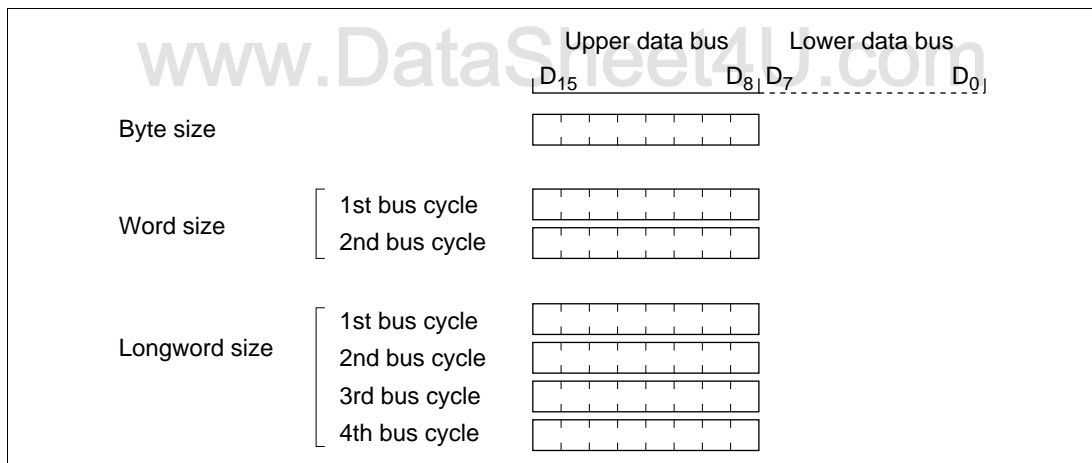 www.DataSheet4U.com
Upper data bus Lower data bus
D15 D8 D7 D0
Byte size
Word size
1st bus cycle
2nd bus cycle
Longword size
1st bus cycle
2nd bus cycle
3rd bus cycle
4th bus cycle